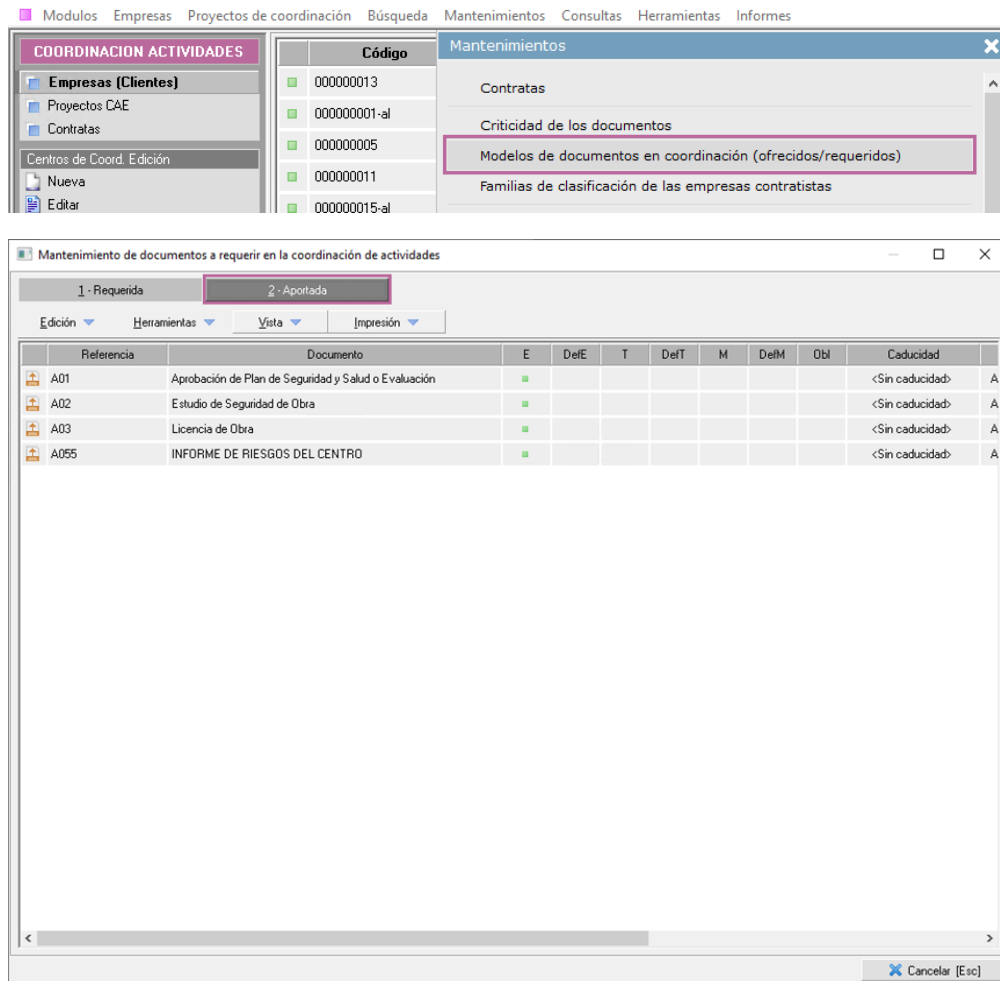 Modulos Empresas Proyectos de coordinación Búsqueda Mantenimientos Consultas Herramientas Informes
COORDINACION ACTIVIDADES
Empresas (Clientes)
Proyectos CAE
Contratas
Centros de Coord. Edición
Nueva
Editar
Código
000000013
000000001-al
000000005
000000011
000000015-al
Mantenimientos
Contratas
Criticidad de los documentos
Modelos de documentos en coordinación (ofrecidos/requeridos)
Familias de clasificación de las empresas contratistas
Mantenimiento de documentos a requerir en la coordinación de actividades
1 - Requerida 2 - Aportada
Edición Herramientas Vista Impresión
Referencia Documento E DefE T DefT M DefM Obl Caducidad
A01 Aprobación de Plan de Seguridad y Salud o Evaluación <Sin caducidad> A
A02 Estudio de Seguridad de Obra <Sin caducidad> A
A03 Licencia de Obra <Sin caducidad> A
A055 INFORME DE RIESGOS DEL CENTRO <Sin caducidad> A
Cancelar [Esc]